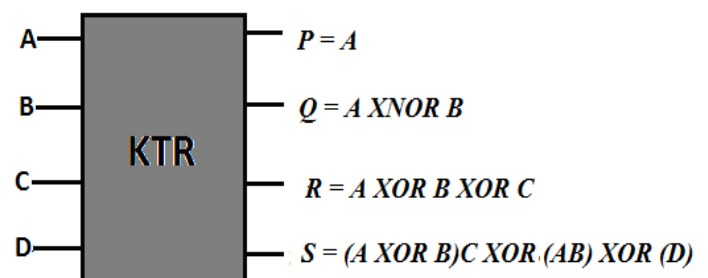 A
P = A
B
Q = A XNOR B
KTR
C
R = A XOR B XOR C
D
S = (A XOR B)C XOR (AB) XOR (D)